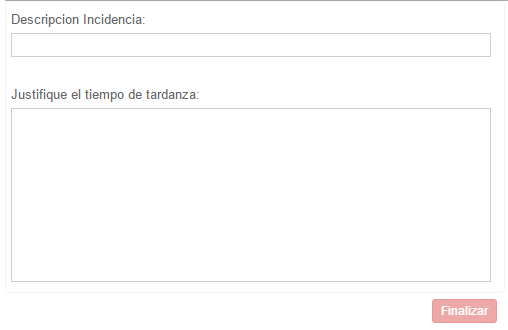 Descripcion Incidencia:
Justifique el tiempo de tardanza:
Finalizar